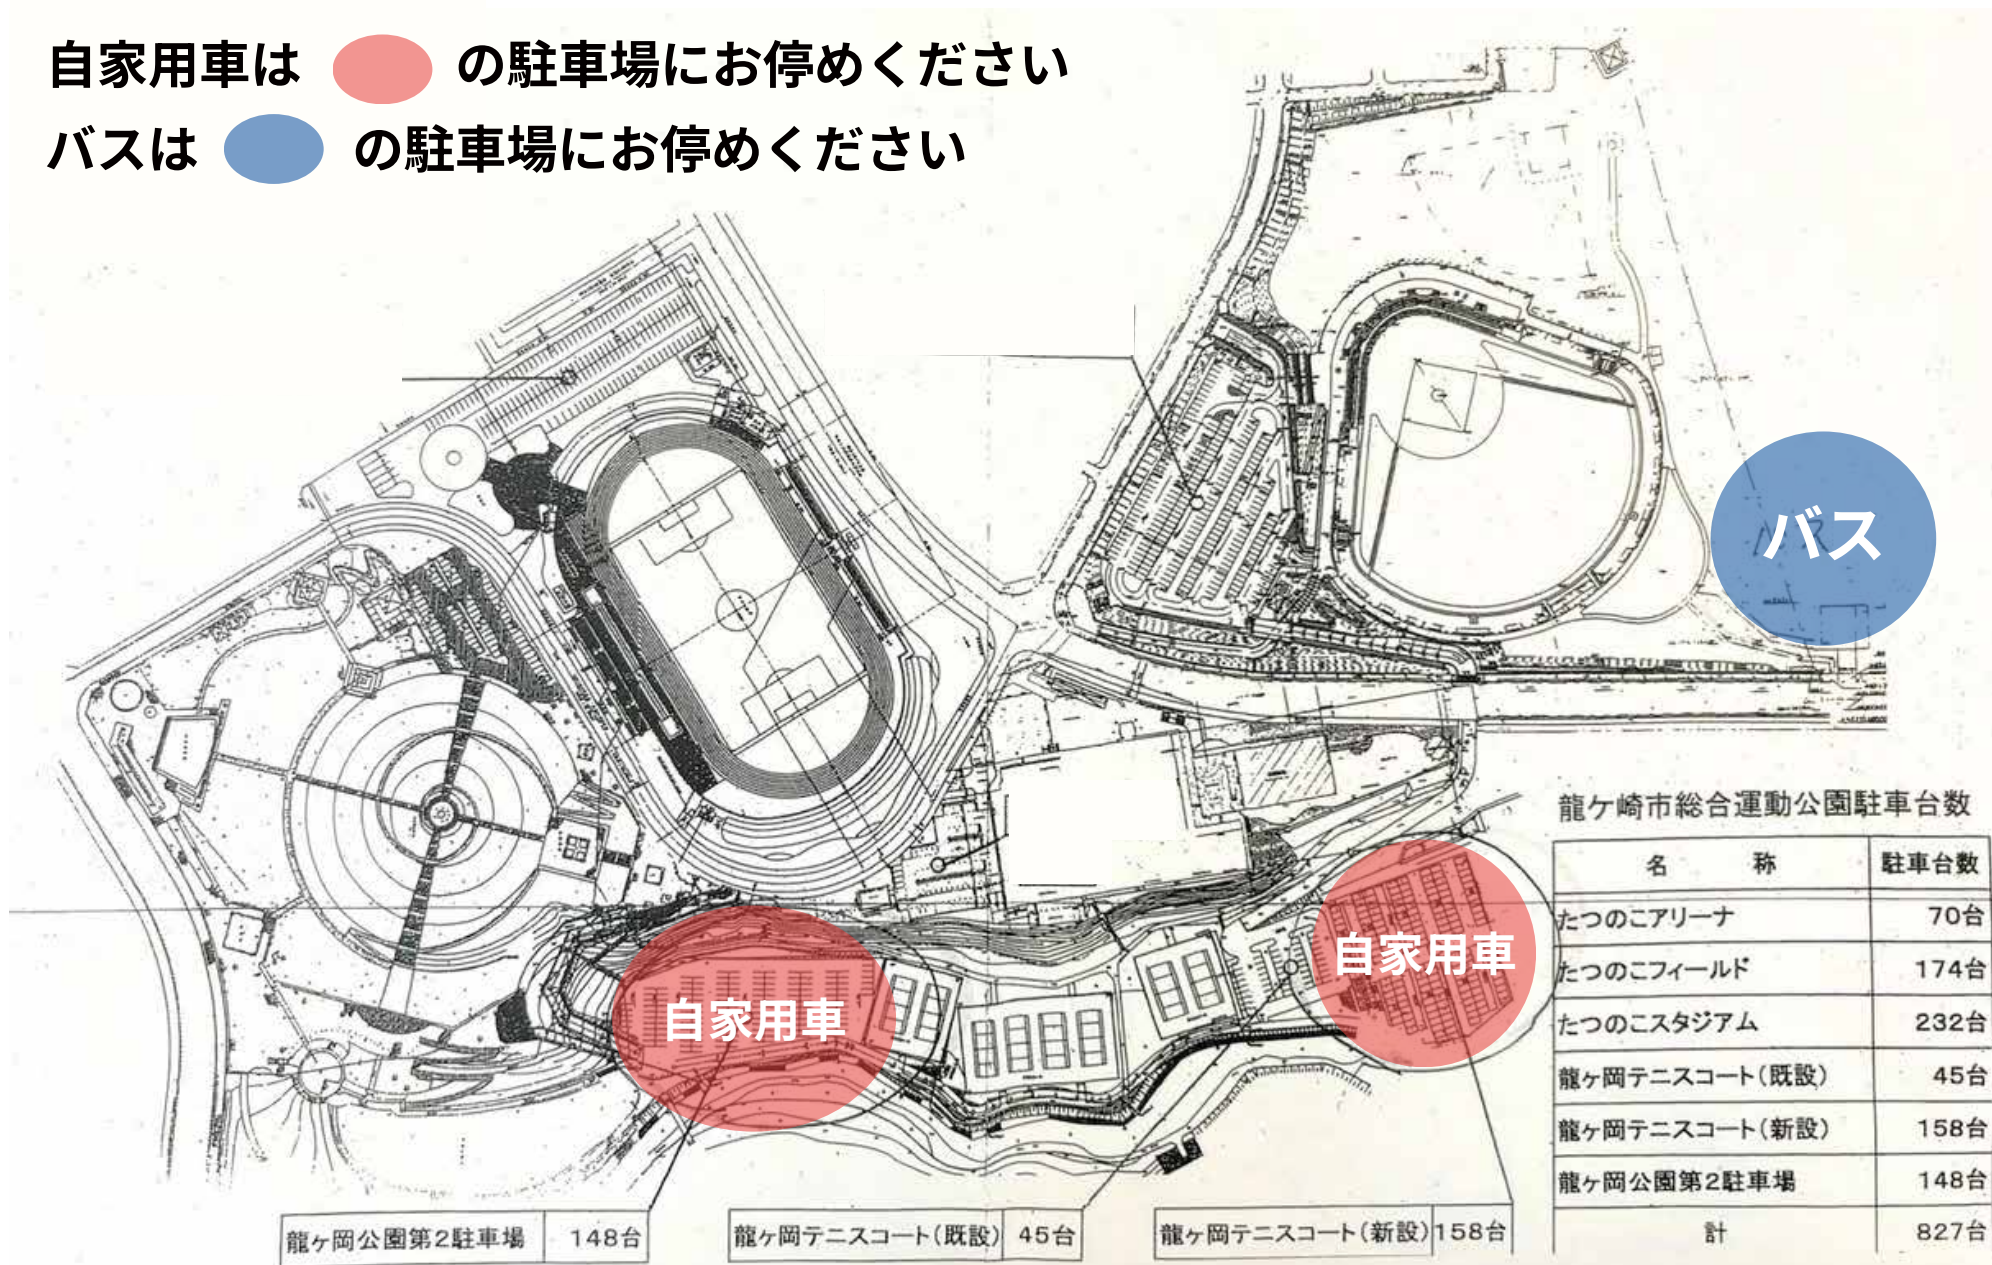 自家用車は の駐車場にお停めください
バスは の駐車場にお停めください
バス
自家用車
自家用車
龍ケ崎市総合運動公園駐車台数
名 称 駐車台数
たつのこアリーナ 70台
たつのこフィールド 174台
たつのこスタジアム 232台
龍ヶ岡テニスコート(既設) 45台
龍ヶ岡テニスコート(新設) 158台
龍ヶ岡公園第2駐車場 148台
計 827台
龍ヶ岡公園第2駐車場 148台
龍ヶ岡テニスコート(既設) 45台
龍ヶ岡テニスコート(新設) 158台